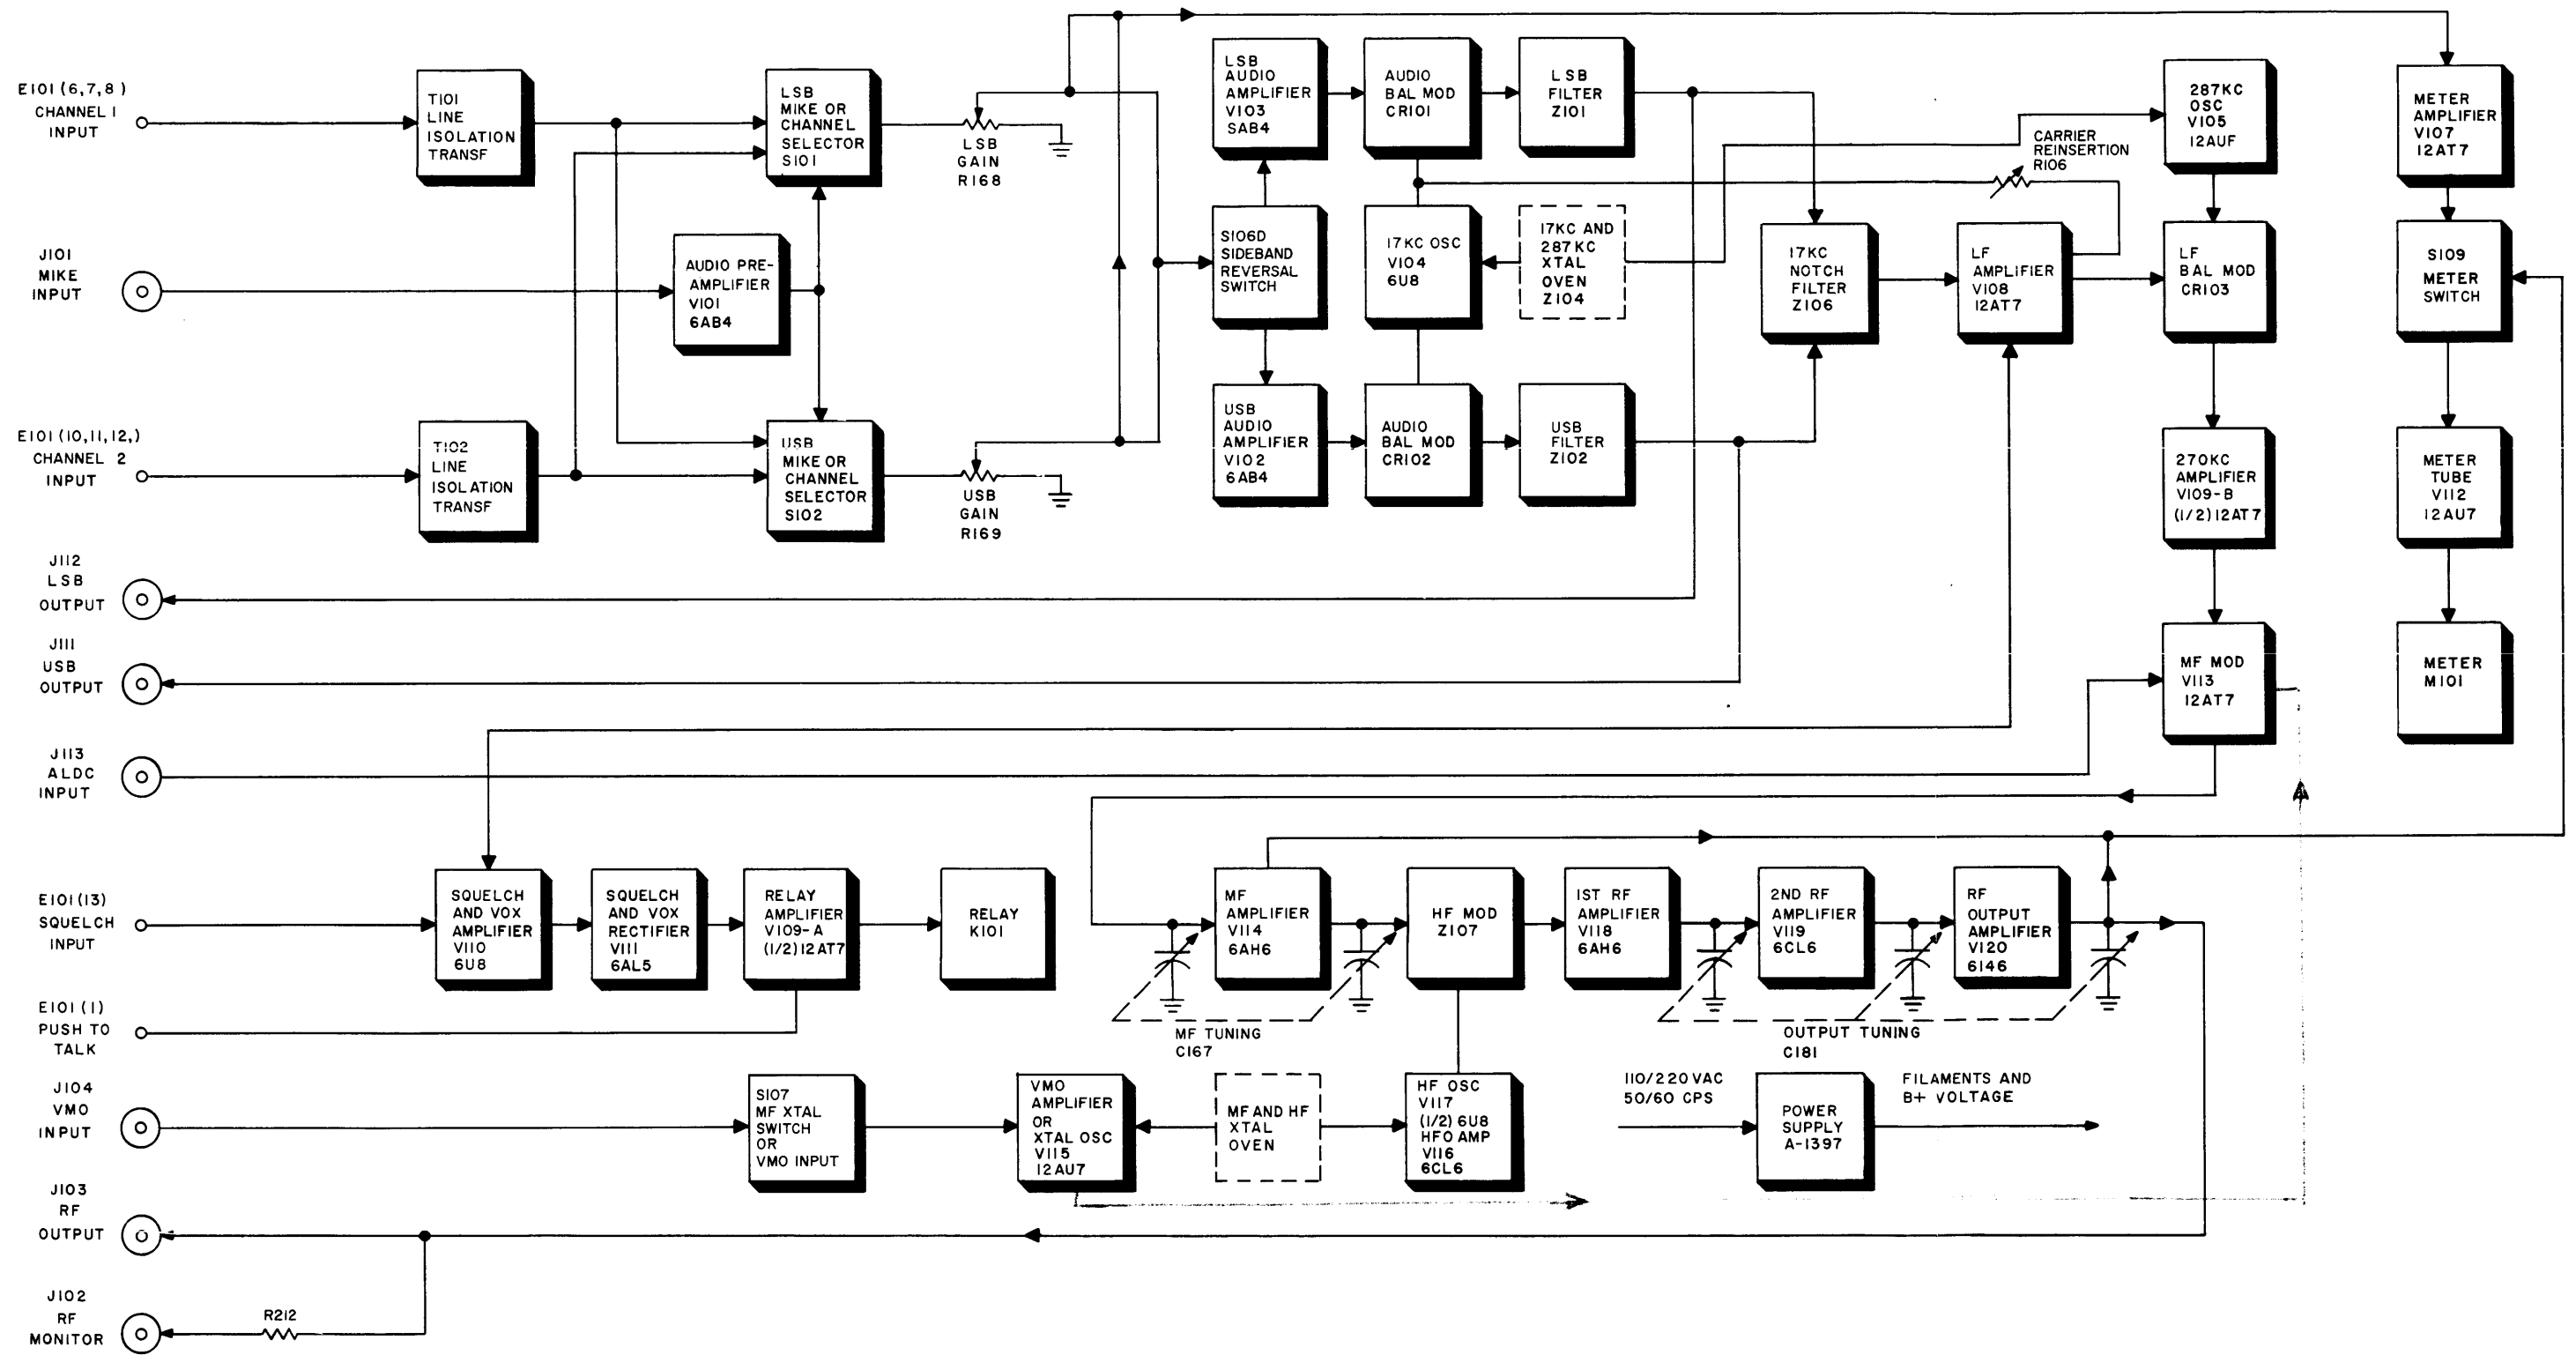 E101 (6,7,8)
CHANNEL 1
INPUT
T101
LINE
ISOLATION
TRANSF
LSB
MIKE OR
CHANNEL
SELECTOR
S101
LSB
GAIN
R168
LSB
AUDIO
AMPLIFIER
V103
SAB4
AUDIO
BAL MOD
CR101
LSB
FILTER
Z101
CARRIER
REINSERTION
R106
287KC
OSC
V105
12AUF
METER
AMPLIFIER
V107
12AT7
J101
MIKE
INPUT
AUDIO PRE-
AMPLIFIER
V101
6AB4
S106D
SIDEBAND
REVERSAL
SWITCH
17KC OSC
V104
6U8
17KC AND
287KC
XTAL
OVEN
Z104
17KC
NOTCH
FILTER
Z106
LF
AMPLIFIER
V108
12AT7
LF
BAL MOD
CR103
S109
METER
SWITCH
E101 (10,11,12,)
CHANNEL 2
INPUT
T102
LINE
ISOLATION
TRANSF
USB
MIKE OR
CHANNEL
SELECTOR
S102
USB
GAIN
R169
USB
AUDIO
AMPLIFIER
V102
6AB4
AUDIO
BAL MOD
CR102
USB
FILTER
Z102
270KC
AMPLIFIER
V109-B
(1/2) 12AT7
METER
TUBE
V112
12AU7
J112
LSB
OUTPUT
J111
USB
OUTPUT
MF MOD
V113
12AT7
METER
M101
J113
ALDC
INPUT
E101 (13)
SQUELCH
INPUT
SQUELCH
AND VOX
AMPLIFIER
V110
6U8
SQUELCH
AND VOX
RECTIFIER
V111
6AL5
RELAY
AMPLIFIER
V109-A
(1/2) 12AT7
RELAY
K101
MF
AMPLIFIER
V114
6AH6
HF MOD
Z107
1ST RF
AMPLIFIER
V118
6AH6
2ND RF
AMPLIFIER
V119
6CL6
RF
OUTPUT
AMPLIFIER
V120
6146
E101 (1)
PUSH TO
TALK
MF TUNING
C167
OUTPUT TUNING
C181
J104
VMO
INPUT
S107
MF XTAL
SWITCH
OR
VMO INPUT
VMO
AMPLIFIER
OR
XTAL OSC
V115
12AU7
MF AND HF
XTAL
OVEN
HF OSC
V117
(1/2) 6U8
HFO AMP
V116
6CL6
110/220 VAC
50/60 CPS
POWER
SUPPLY
A-1397
FILAMENTS AND
B+ VOLTAGE
J103
RF
OUTPUT
J102
RF
MONITOR
R212